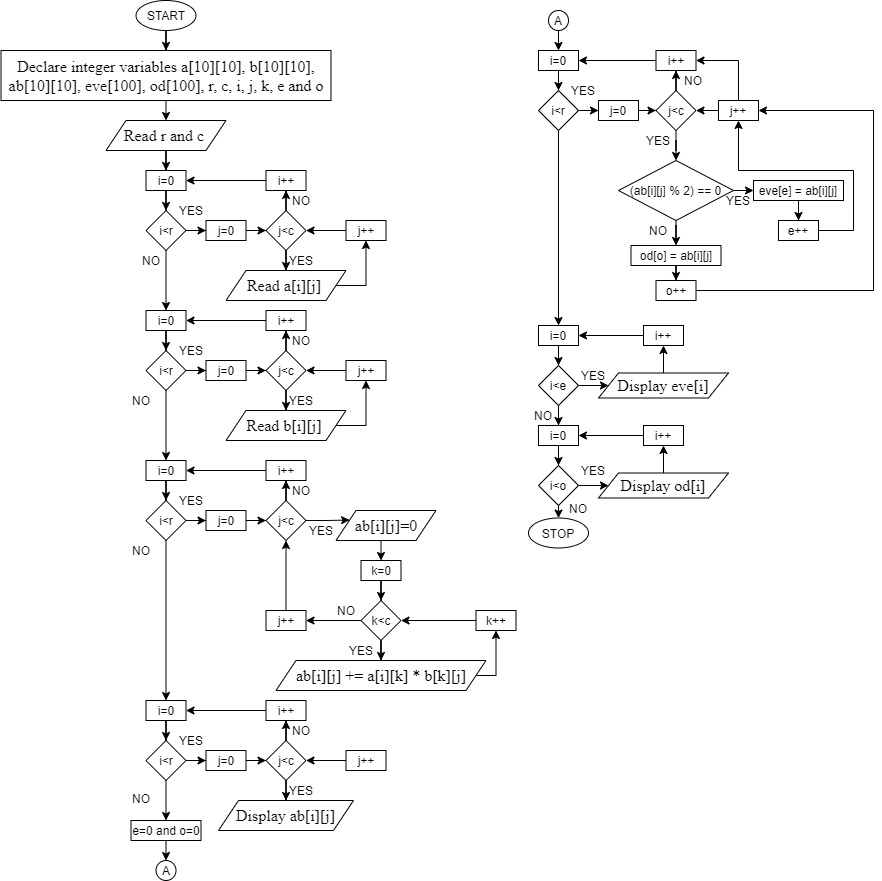 START
Declare integer variables a[10][10], b[10][10],
ab[10][10], eve[100], od[100], r, c, i, j, k, e and o
Read r and c
i=0
i++
YES
NO
i<r
j=0
j<c
j++
NO
YES
Read a[i][j]
i=0
i++
YES
NO
i<r
j=0
j<c
j++
NO
YES
Read b[i][j]
i=0
i++
YES
NO
i<r
j=0
j<c
YES
ab[i][j]=0
NO
k=0
j++
NO
k<c
k++
YES
ab[i][j] += a[i][k] * b[k][j]
i=0
i++
YES
NO
i<r
j=0
j<c
j++
YES
NO
Display ab[i][j]
e=0 and o=0
A
A
i=0
i++
YES
NO
i<r
j=0
j<c
j++
YES
(ab[i][j] % 2) == 0
YES
eve[e] = ab[i][j]
NO
e++
od[o] = ab[i][j]
o++
i=0
i++
i<e
YES
Display eve[i]
NO
i=0
i++
i<o
YES
Display od[i]
NO
STOP